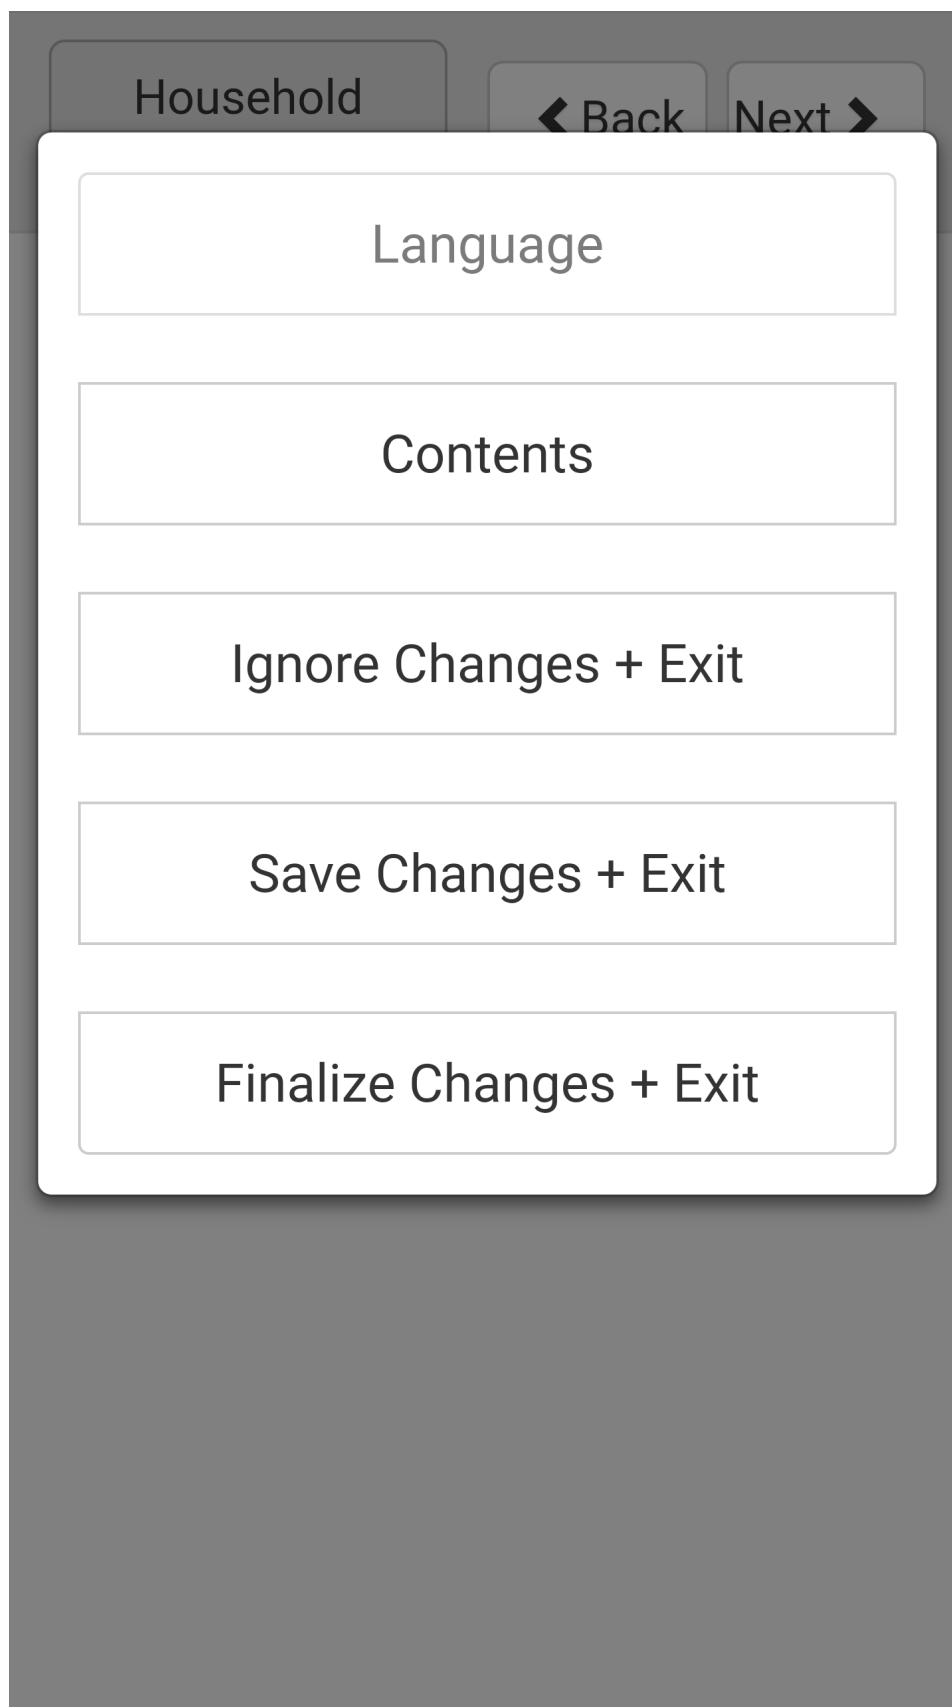 Household
Back Next
Language
Contents
Ignore Changes + Exit
Save Changes + Exit
Finalize Changes + Exit